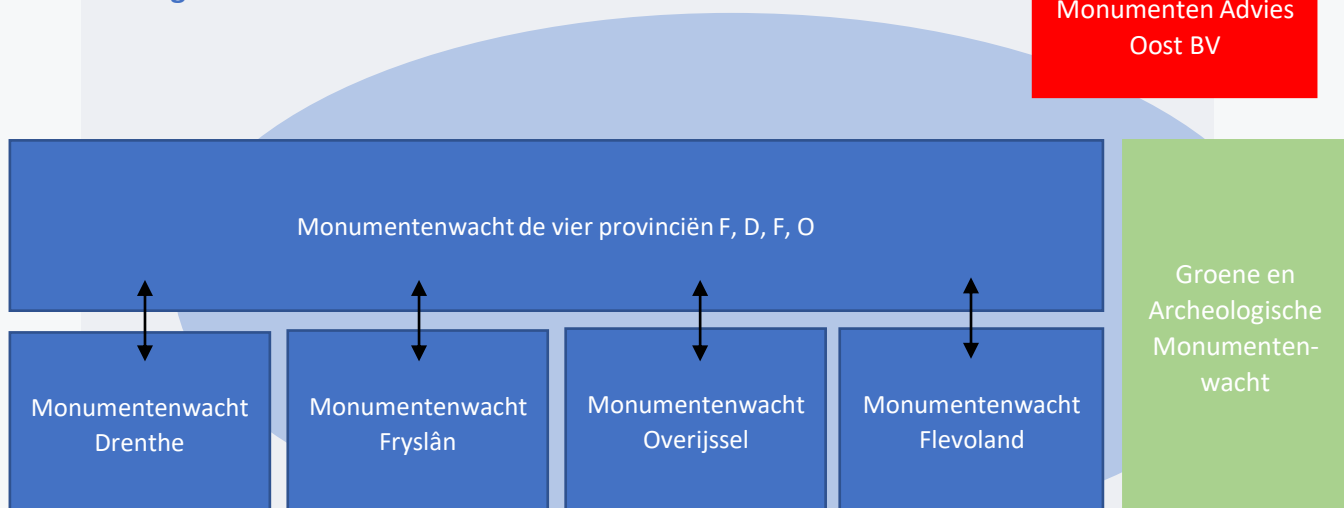 Monumenten Advies
Oost BV
Monumentenwacht de vier provinciën F, D, F, O
Groene en
Archeologische
Monumenten-
wacht
Monumentenwacht
Drenthe
Monumentenwacht
Fryslân
Monumentenwacht
Overijssel
Monumentenwacht
Flevoland